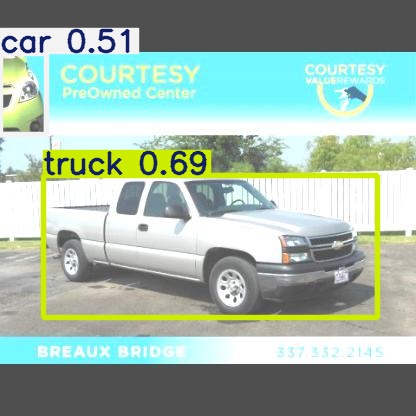 car 0.51
COURTESY
PreOwned Center
COURTESY
VALUEREWARDS
truck 0.69
BREAUX BRIDGE
337.332.2145